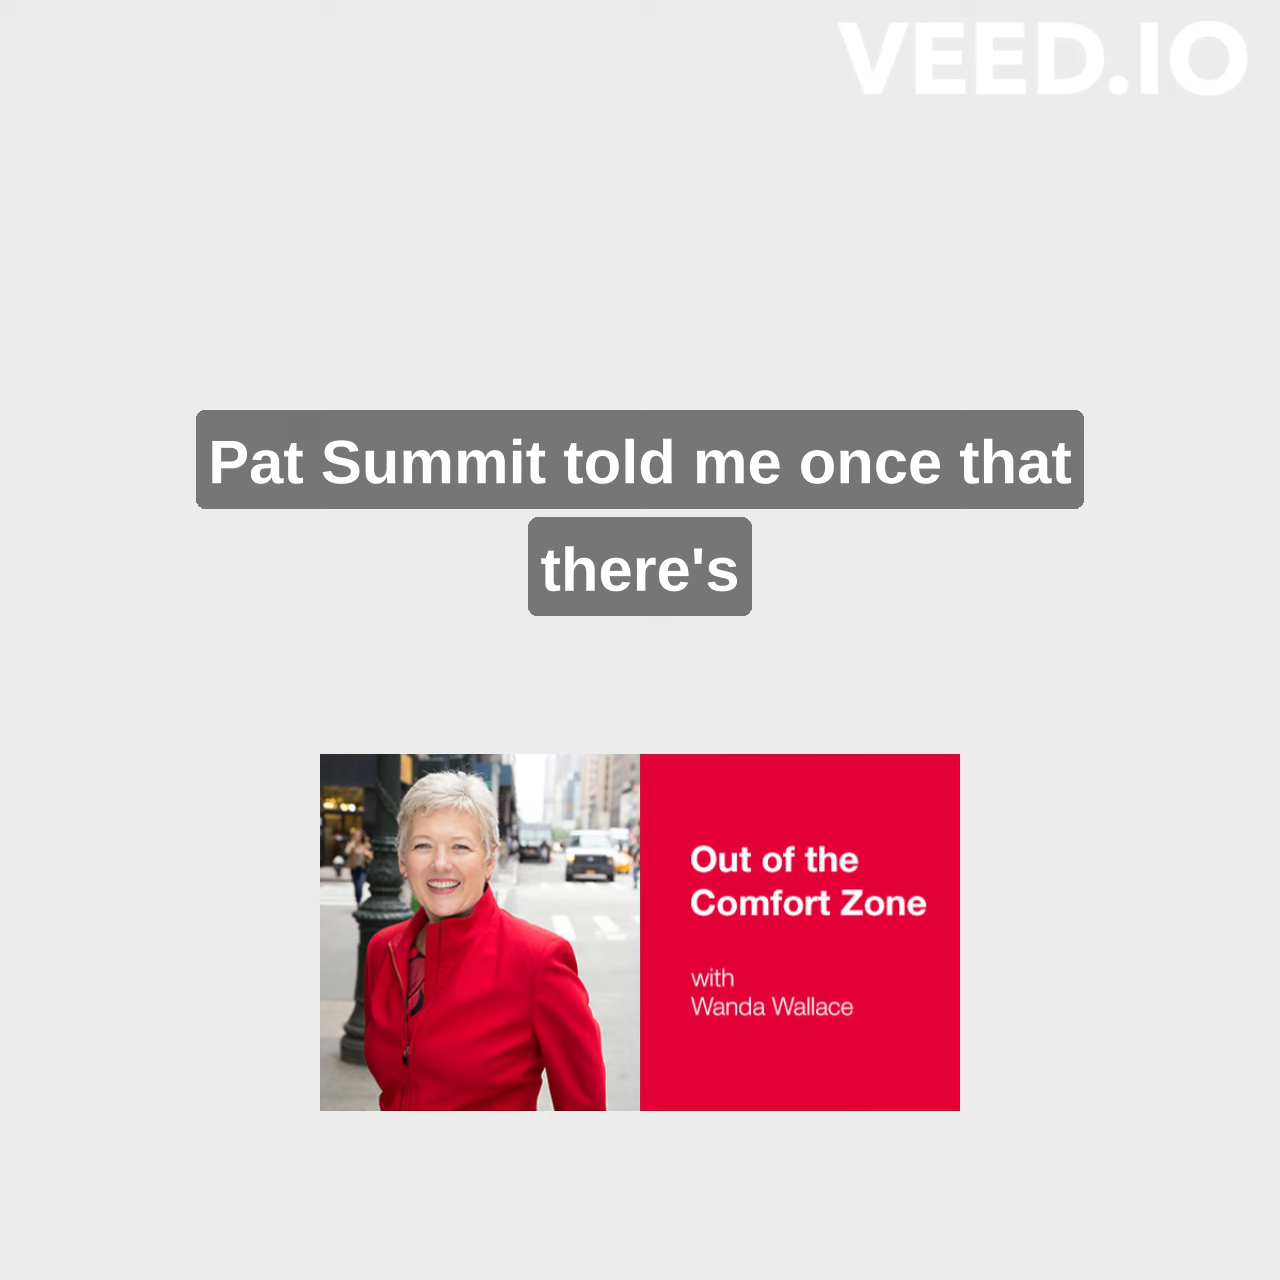 VEED.IO
Pat Summit told me once that
there's
Out of the
Comfort Zone
with
Wanda Wallace